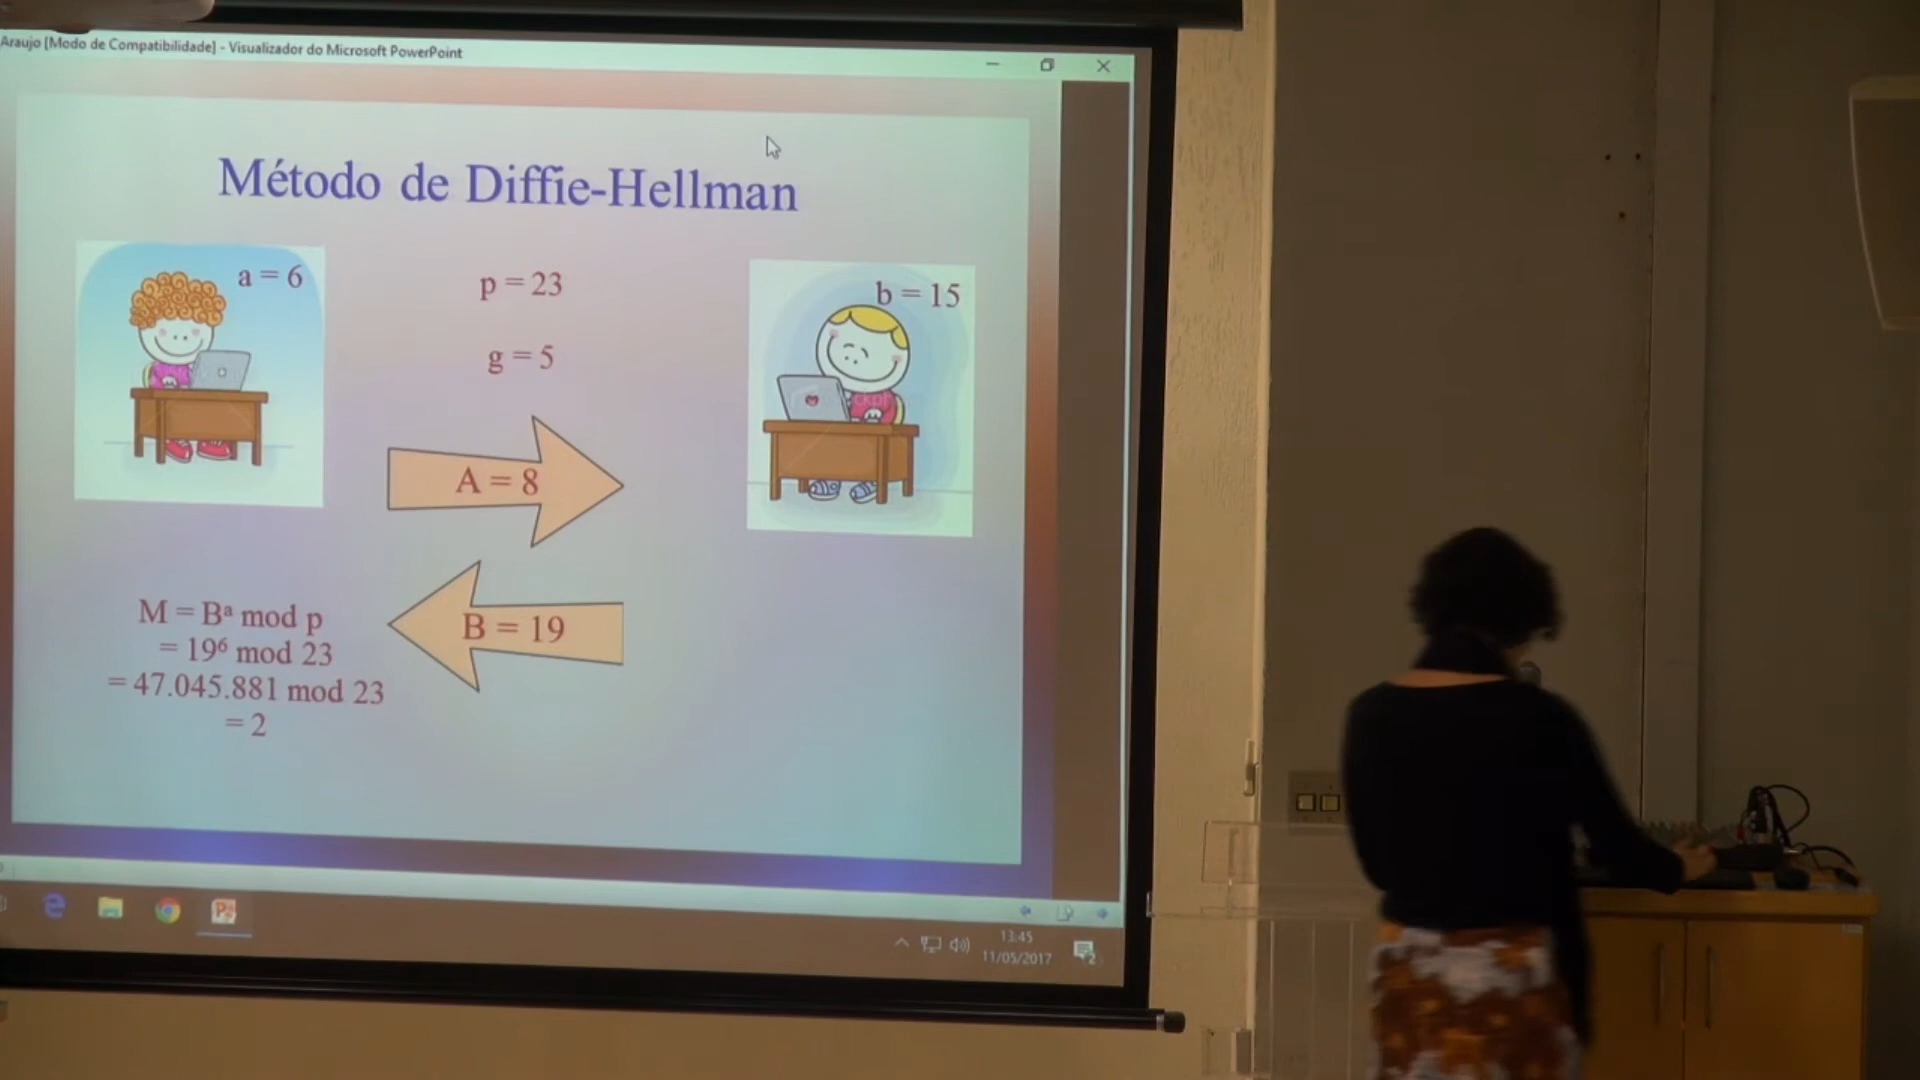 Araujo [Modo de Compatibilidade] - Visualizador do Microsoft PowerPoint
Método de Diffie-Hellman
a = 6
p = 23
b = 15
g = 5
A = 8
B = 19
M = Bᵃ mod p
= 19⁶ mod 23
= 47.045.881 mod 23
= 2
13:45
11/05/2017